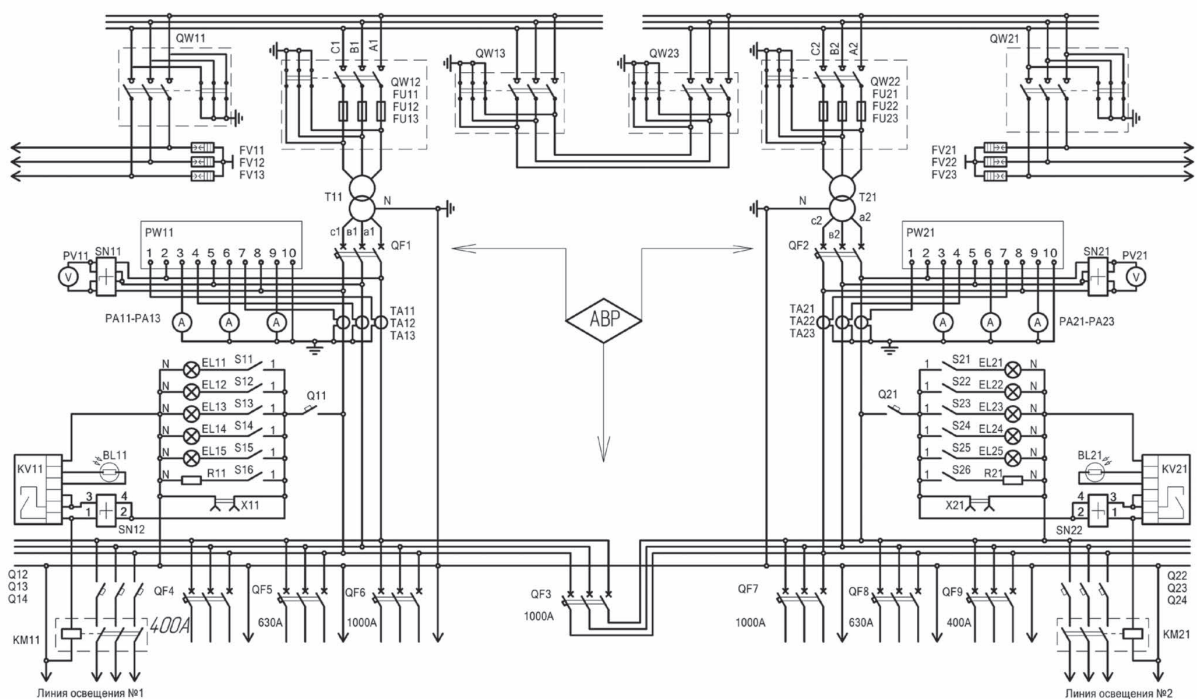 QW11
C1
B1
A1
QW12
FU11
FU12
FU13
QW13
QW23
C2
B2
A2
QW22
FU21
FU22
FU23
QW21
FV11
FV12
FV13
FV21
FV22
FV23
T11
N
N
T21
c1 в1 a1
QF1
c2 в2 a2
QF2
PW11
1 2 3 4 5 6 7 8 9 10
PW21
1 2 3 4 5 6 7 8 9 10
PV11
V
SN11
SN21
PV21
V
PA11-PA13
A A A
TA11
TA12
TA13
АВР
TA21
TA22
TA23
A A A
PA21-PA23
N EL11 S11 1
N EL12 S12 1
N EL13 S13 1
N EL14 S14 1
N EL15 S15 1
N R11 S16 1
X11
Q11
Q21
1 S21 EL21 N
1 S22 EL22 N
1 S23 EL23 N
1 S24 EL24 N
1 S25 EL25 N
1 S26 R21 N
X21
KV11
BL11
3 4
1 2
SN12
BL21
KV21
4 3
2 1
SN22
Q12
Q13
Q14
QF4
400A
QF5
630A
QF6
1000A
QF3
1000A
QF7
1000A
QF8
630A
QF9
400A
Q22
Q23
Q24
KM11
KM21
Линия освещения №1
Линия освещения №2